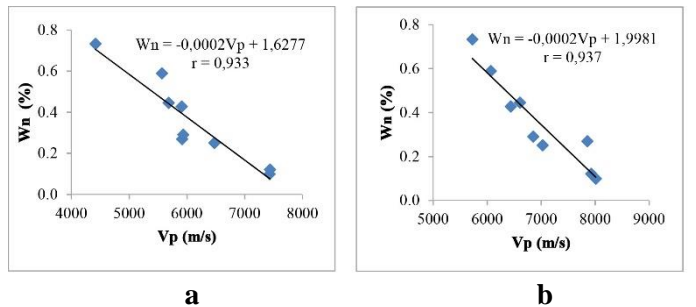 0.8
Wn = -0,0002Vp + 1,6277
r = 0,933
0.6
0.4
0.2
0.0
Wn (%)
4000 5000 6000 7000 8000
Vp (m/s)
a
0.8
Wn = -0,0002Vp + 1,9981
r = 0,937
0.6
0.4
0.2
0.0
Wn (%)
5000 6000 7000 8000 9000
Vp (m/s)
b